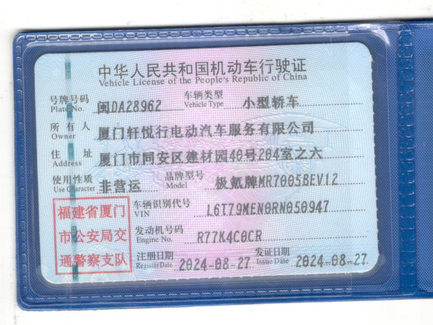 中华人民共和国机动车行驶证
Vehicle License of the People's Republic of China
号牌号码 Plate No. 闽DA28962 车辆类型 Vehicle Type 小型轿车
所有人 Owner 厦门轩悦行电动汽车服务有限公司
住址 Address 厦门市同安区建材园40号204室之六
使用性质 Use Character 非营运 品牌型号 Model 极氪牌MR7005BEV12
车辆识别代号 VIN L6T79MEN0RN050947
发动机号码 Engine No. R77K4C0CR
注册日期 Register Date 2024-08-27 发证日期 Issue Date 2024-08-27
福建省厦门
市公安局交
通警察支队